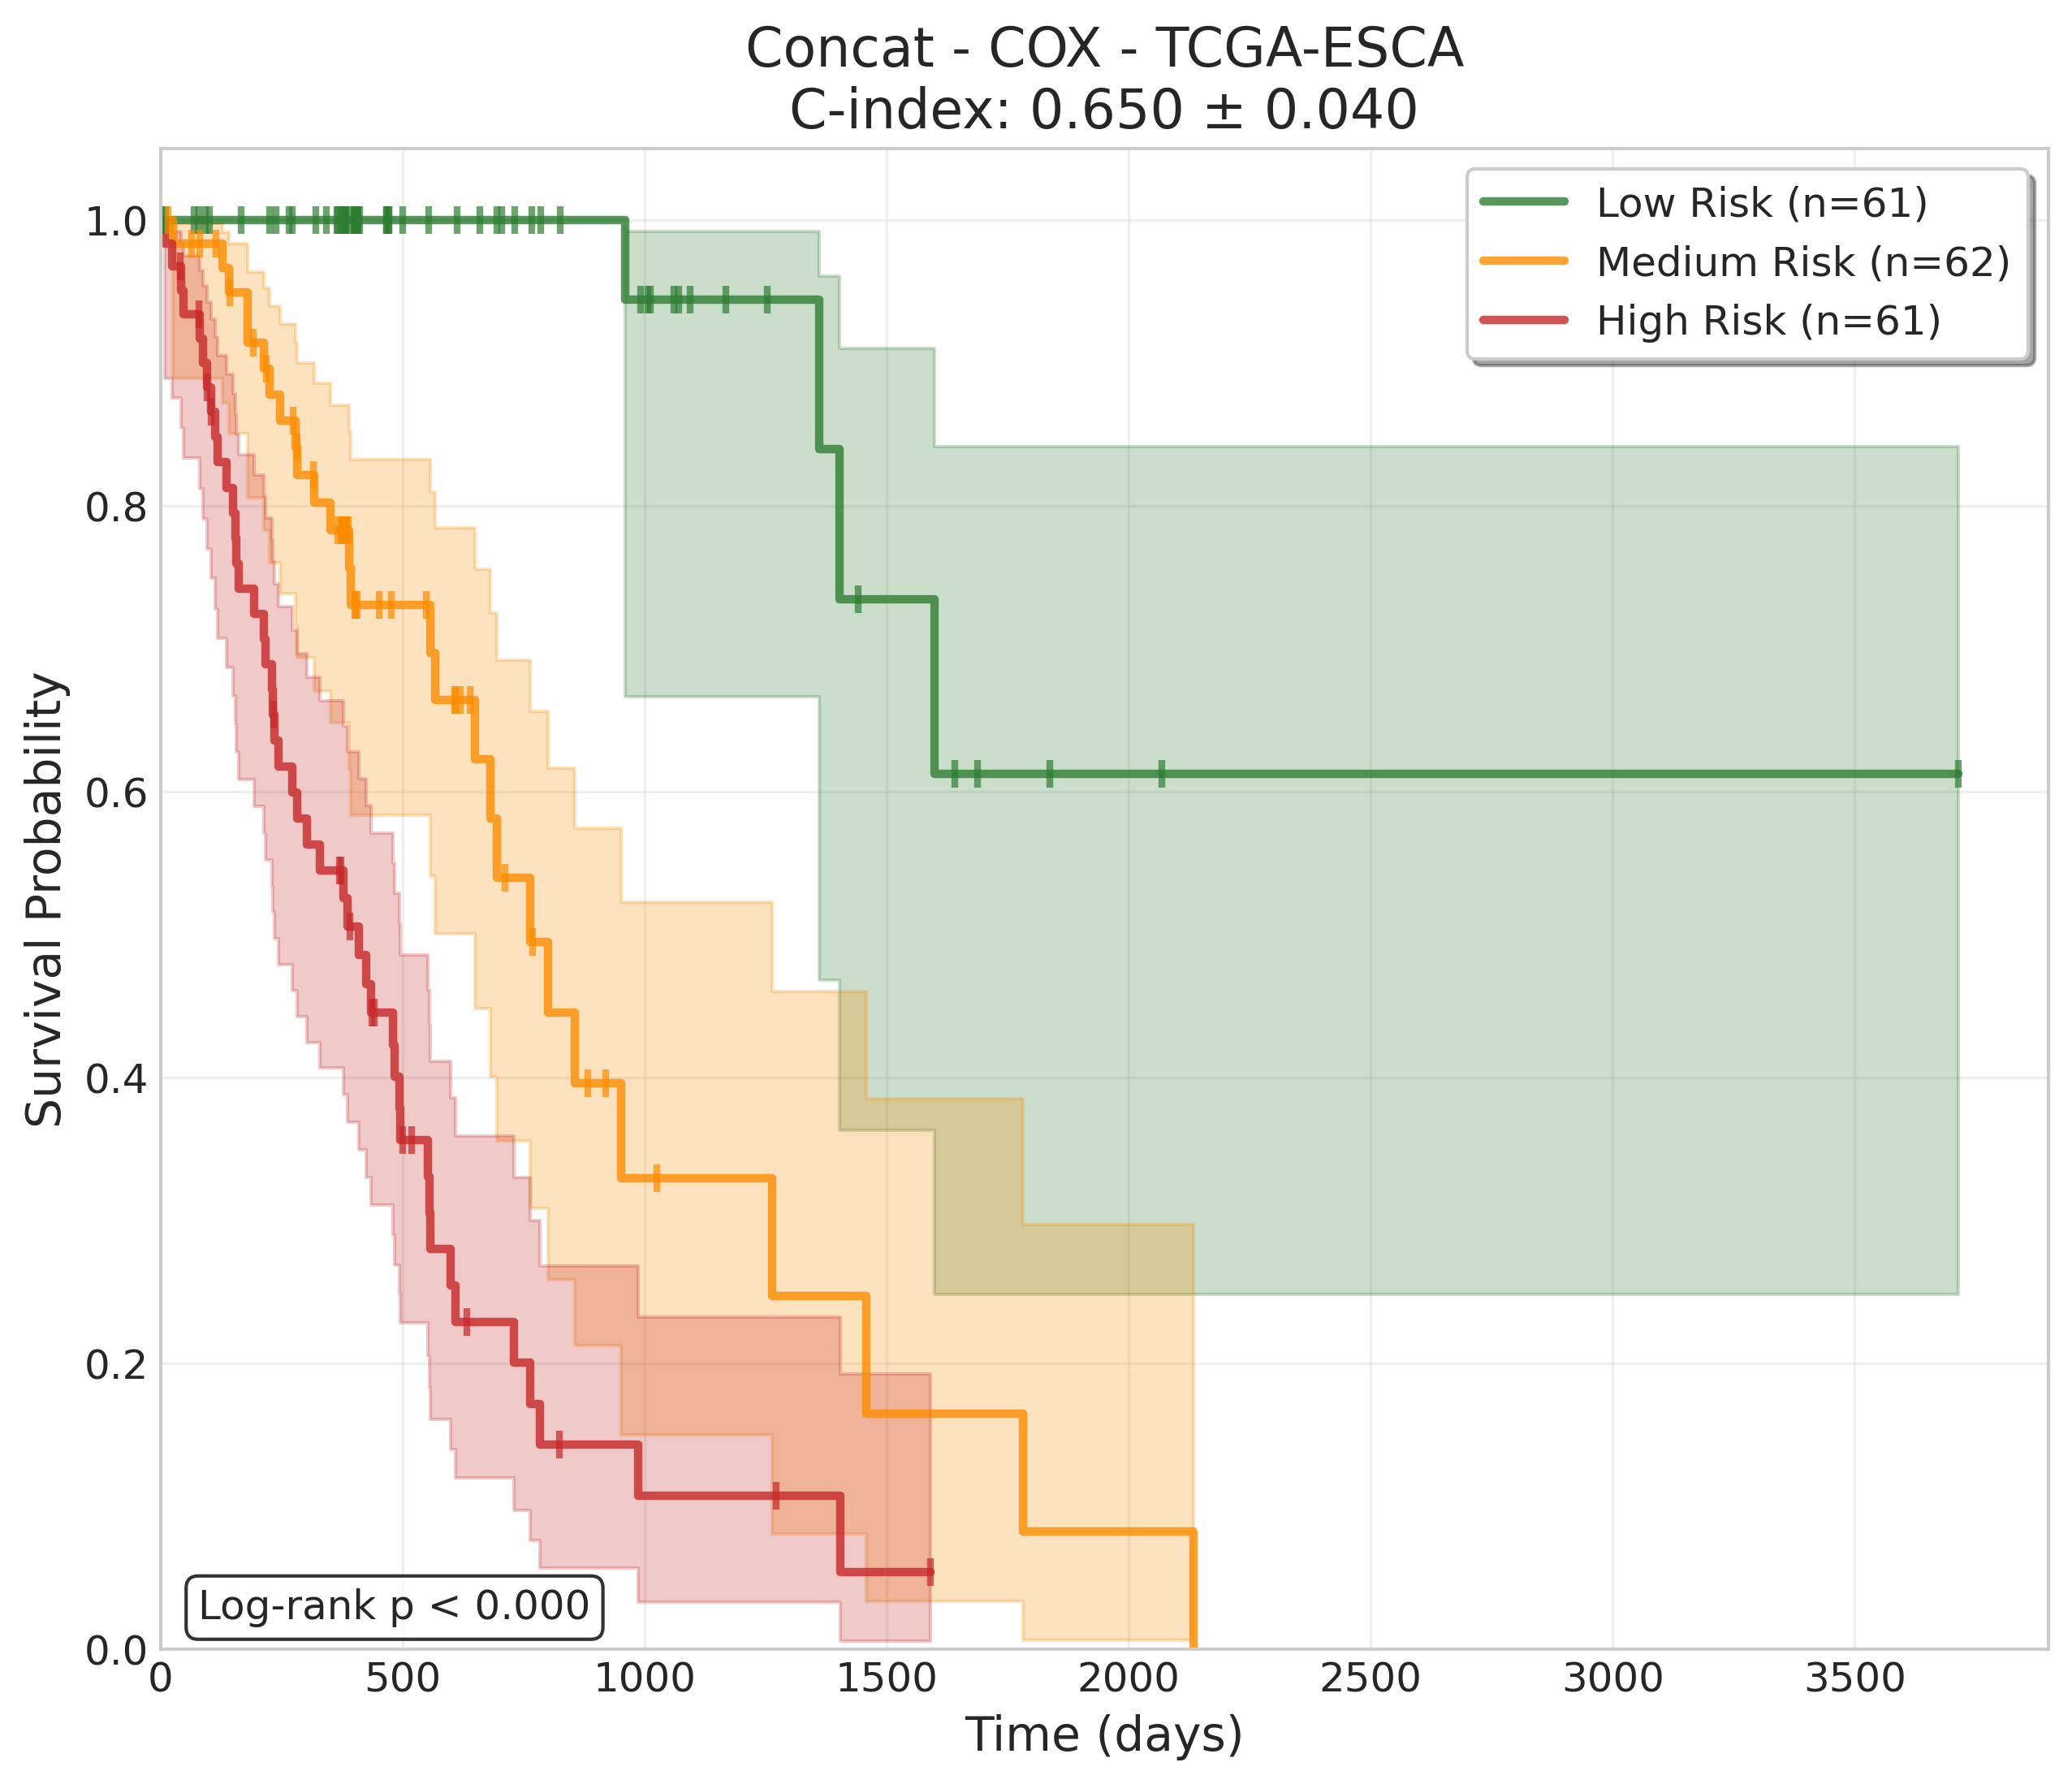 Concat - COX - TCGA-ESCA
C-index: 0.650 ± 0.040
Low Risk (n=61)
Medium Risk (n=62)
High Risk (n=61)
Survival Probability
1.0
0.8
0.6
0.4
0.2
0.0
Log-rank p < 0.000
0 500 1000 1500 2000 2500 3000 3500
Time (days)